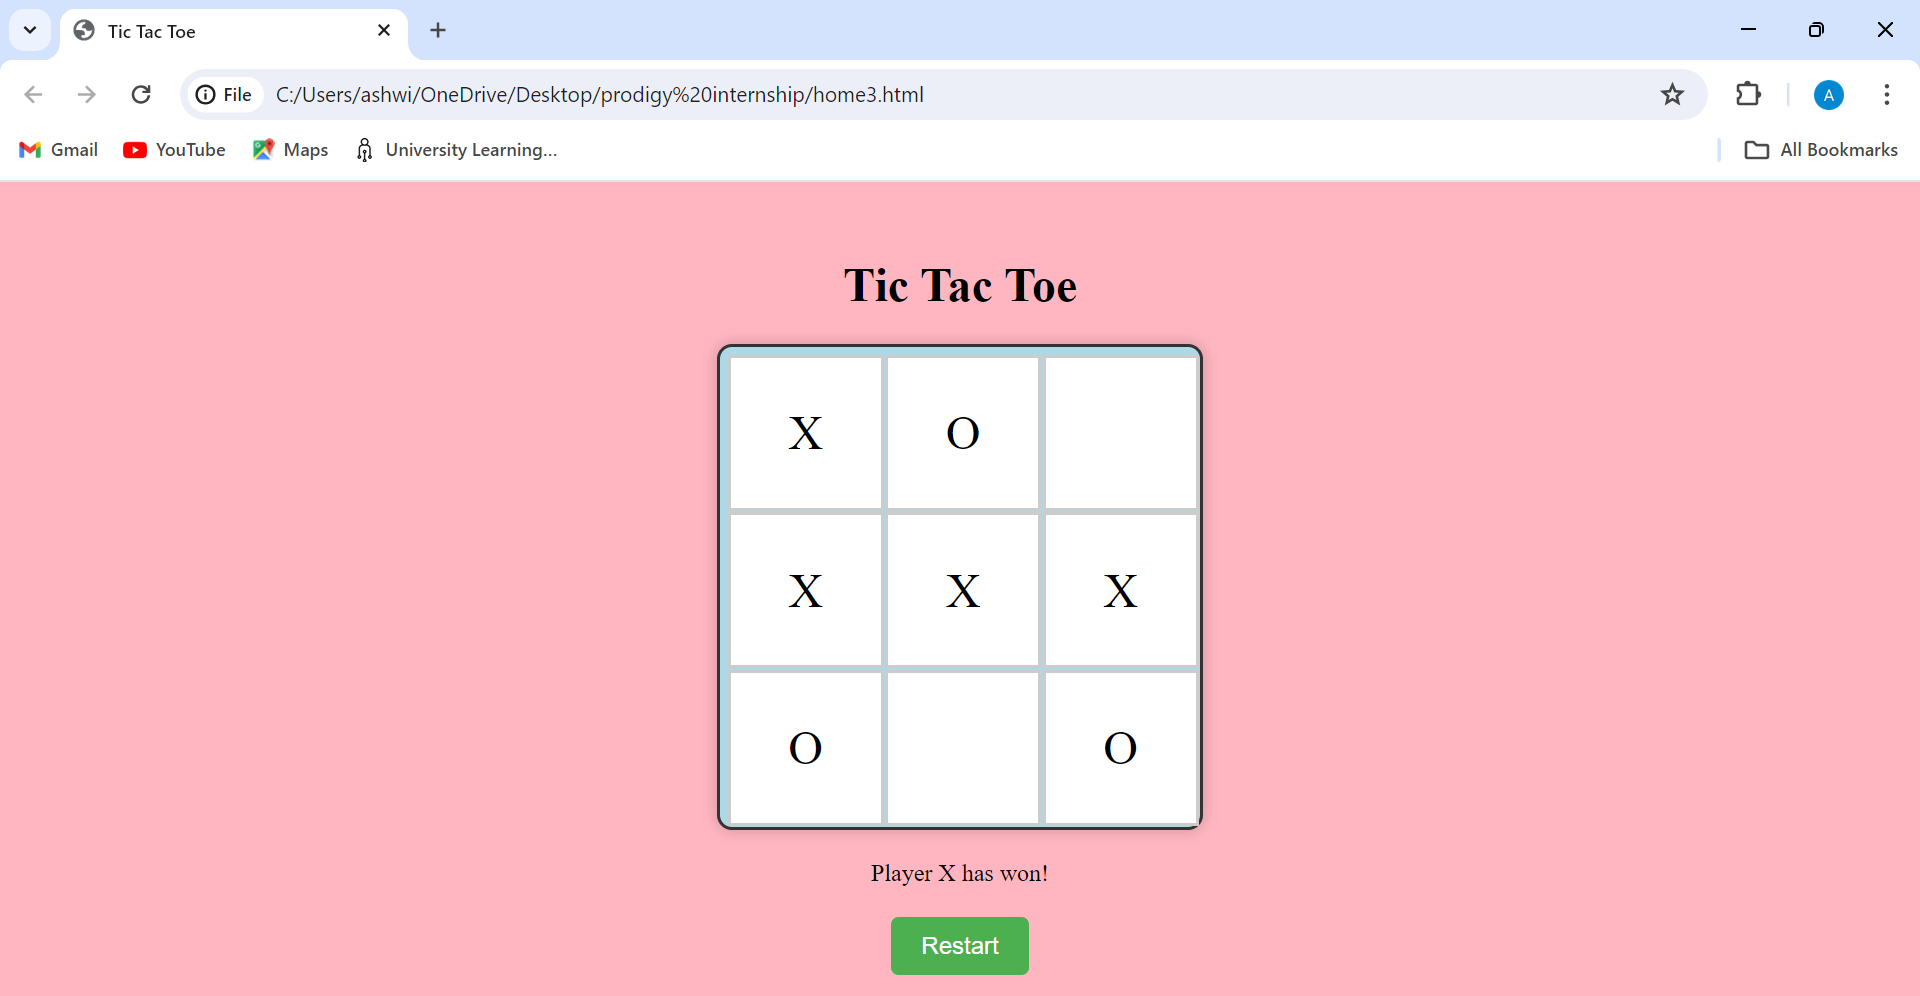 Tic Tac Toe
File C:/Users/ashwi/OneDrive/Desktop/prodigy%20internship/home3.html A
Gmail YouTube Maps University Learning... All Bookmarks
Tic Tac Toe
X O
X X X
O O
Player X has won!
Restart